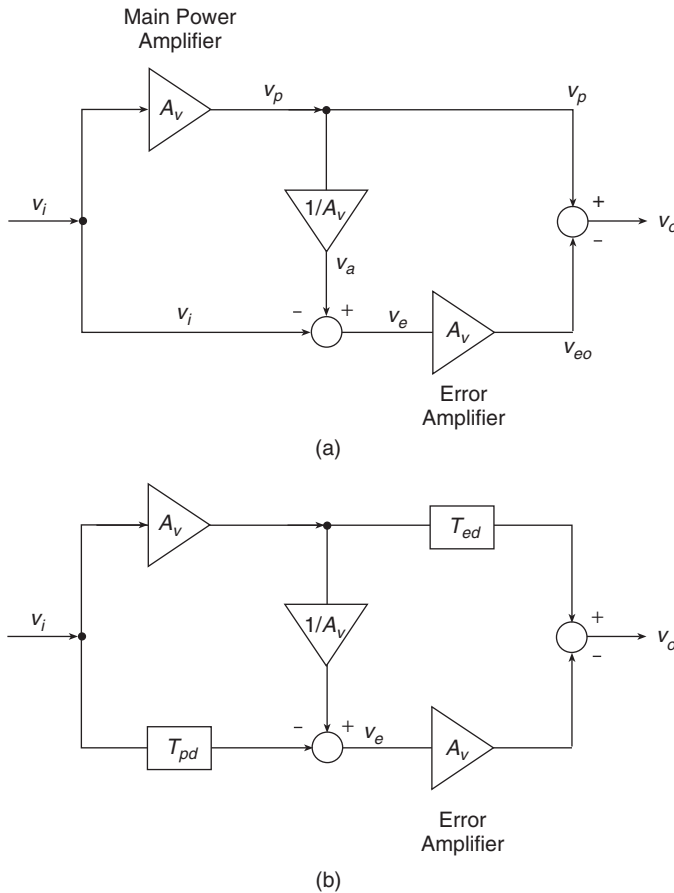 Main Power
Amplifier
A_v
v_p
v_p
v_i
1/A_v
+
-
v_o
v_a
v_i
-
+
v_e
A_v
v_eo
Error
Amplifier
(a)
A_v
T_ed
v_i
1/A_v
+
-
v_o
T_pd
-
+
v_e
A_v
Error
Amplifier
(b)